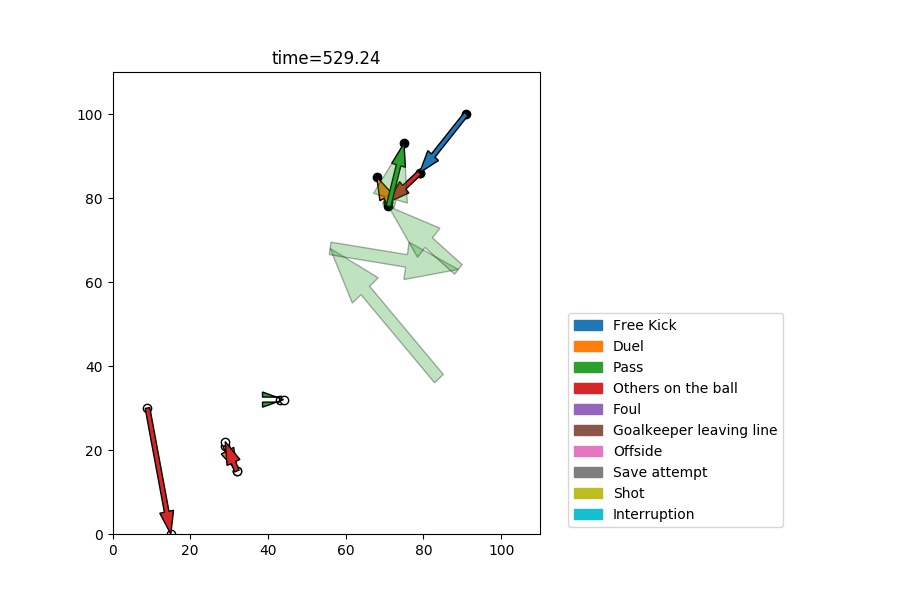 time=529.24
100
80
60
40
20
0
0 20 40 60 80 100
Free Kick
Duel
Pass
Others on the ball
Foul
Goalkeeper leaving line
Offside
Save attempt
Shot
Interruption